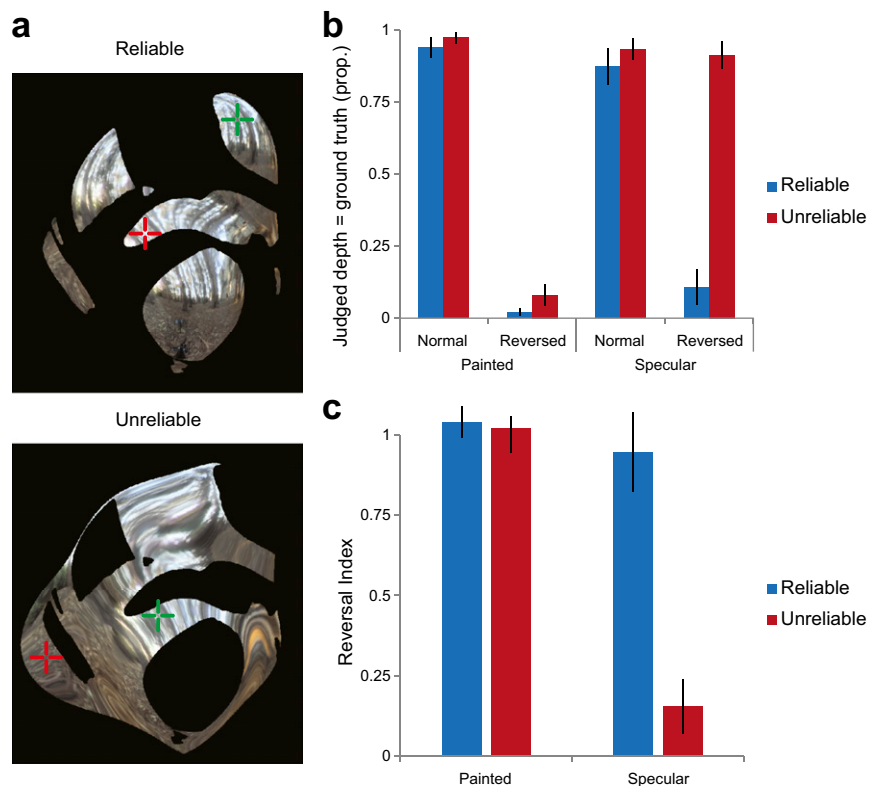 a
Reliable
Unreliable
b
Judged depth = ground truth (prop.)
1
0.75
0.5
0.25
0
Normal Reversed Normal Reversed
Painted Specular
Reliable
Unreliable
c
Reversal Index
1
0.75
0.5
0.25
0
Painted Specular
Reliable
Unreliable